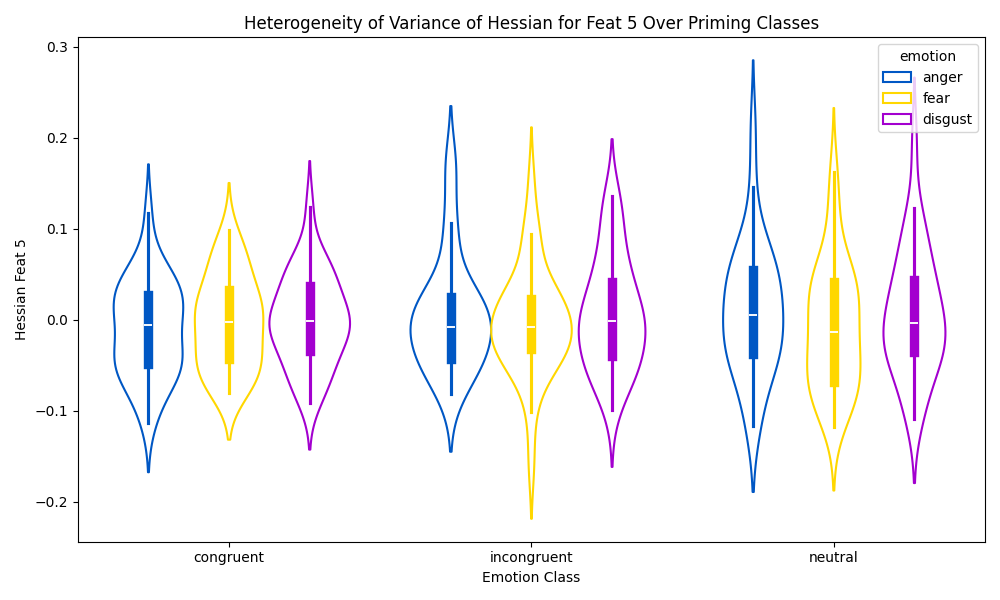 Heterogeneity of Variance of Hessian for Feat 5 Over Priming Classes
emotion
anger
fear
disgust
Hessian Feat 5
0.3
0.2
0.1
0.0
−0.1
−0.2
congruent
incongruent
neutral
Emotion Class